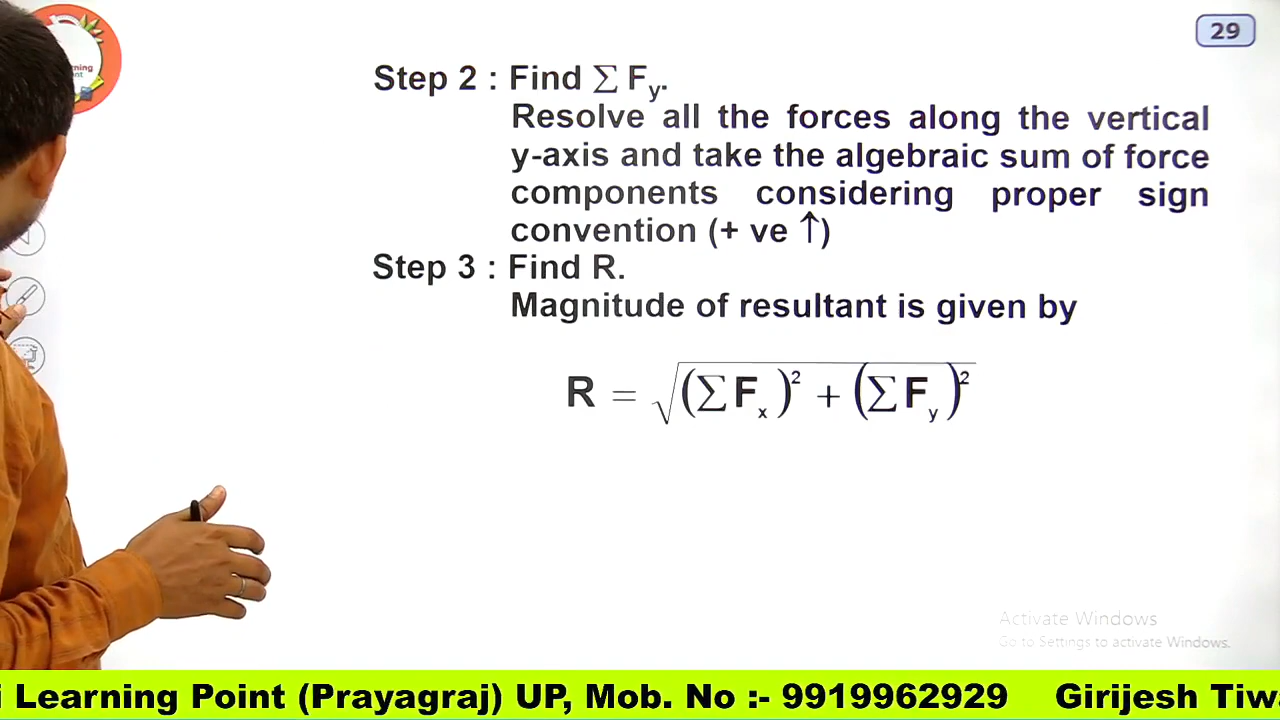 29
Step 2 : Find ∑ Fy.
Resolve all the forces along the vertical
y-axis and take the algebraic sum of force
components considering proper sign
convention (+ ve ↑)
Step 3 : Find R.
Magnitude of resultant is given by
R = √(∑ Fx)² + (∑ Fy)²
Activate Windows
Go to Settings to activate Windows.
i Learning Point (Prayagraj) UP, Mob. No :- 9919962929 Girijesh Tiw